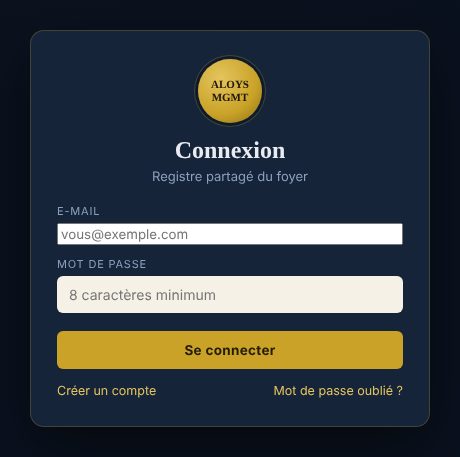 ALOYS
MGMT
Connexion
Registre partagé du foyer
E-MAIL
vous@exemple.com
MOT DE PASSE
8 caractères minimum
Se connecter
Créer un compte
Mot de passe oublié ?